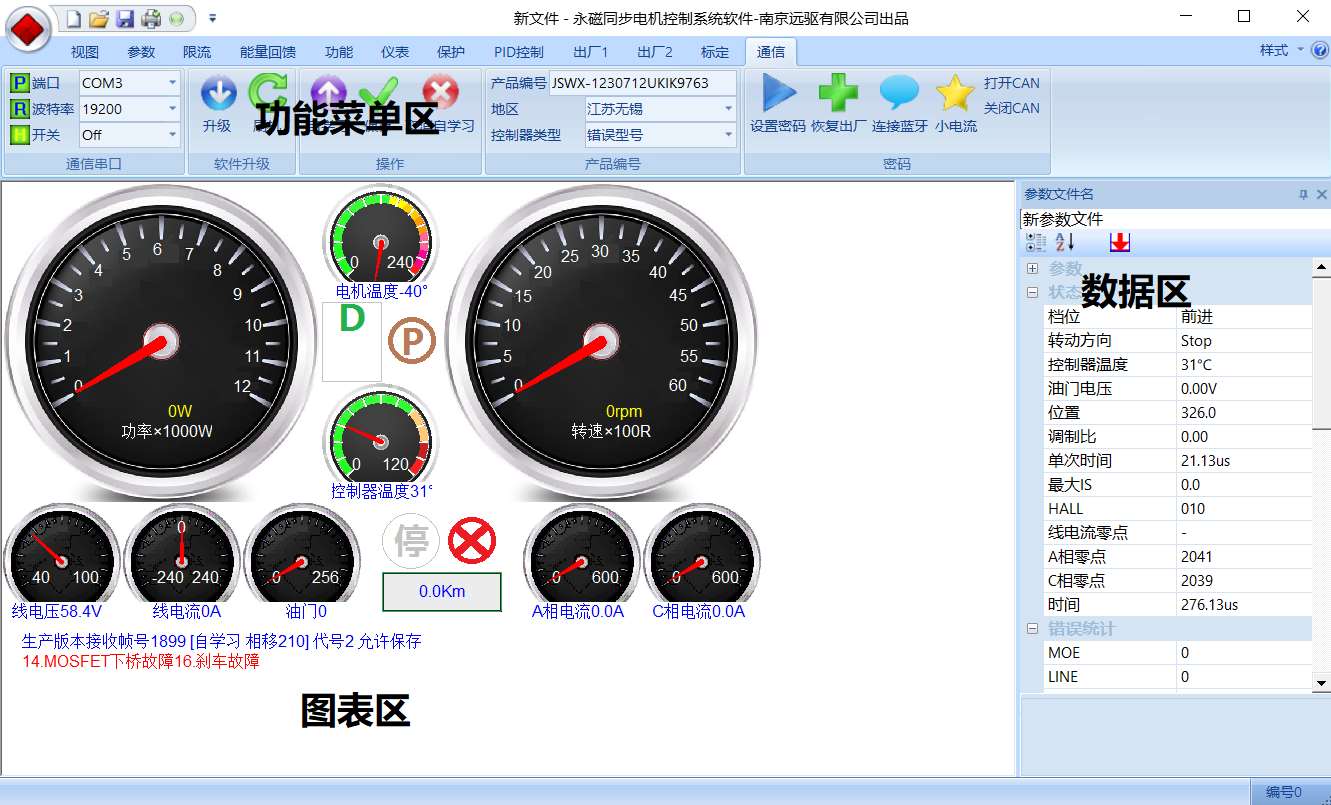 新文件 - 永磁同步电机控制系统软件-南京远驱有限公司出品
视图 参数 限流 能量回馈 功能 仪表 保护 PID控制 出厂1 出厂2 标定 通信 样式
P 端口 COM3
R 波特率 19200
H 开关 Off
通信串口
升级
软件升级
功能菜单区
自学习
操作
产品编号 JSWX-1230712UKIK9763
地区 江苏无锡
控制器类型 错误型号
产品编号
设置密码 恢复出厂 连接蓝牙 小电流
打开CAN
关闭CAN
密码
0 1 2 3 4 5 6 7 8 9 10 11 12
0W
功率×1000W
0 240
电机温度-40°
D P
0 120
控制器温度31°
0 5 10 15 20 25 30 35 40 45 50 55 60
0rpm
转速×100R
40 100
线电压58.4V
0
-240 240
线电流0A
0 256
油门0
停
0.0Km
0 600
A相电流0.0A
0 600
C相电流0.0A
生产版本接收帧号1899 [自学习 相移210] 代号2 允许保存
14.MOSFET下桥故障16.刹车故障
图表区
参数文件名
新参数文件
参数
状态
数据区
档位 前进
转动方向 Stop
控制器温度 31°C
油门电压 0.00V
位置 326.0
调制比 0.00
单次时间 21.13us
最大IS 0.0
HALL 010
线电流零点 -
A相零点 2041
C相零点 2039
时间 276.13us
错误统计
MOE 0
LINE 0
编号0